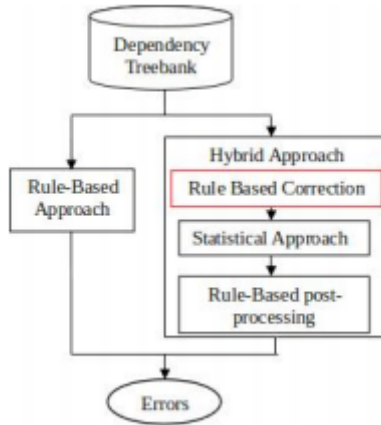 Dependency
Treebank
Hybrid Approach
Rule-Based
Approach
Rule Based Correction
Statistical Approach
Rule-Based post-
processing
Errors